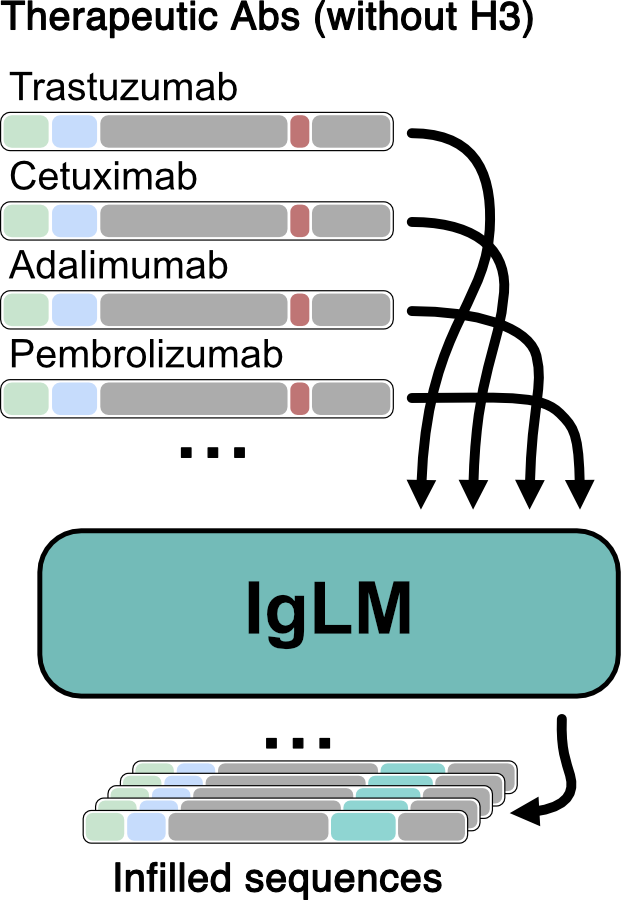 Therapeutic Abs (without H3)
Trastuzumab
Cetuximab
Adalimumab
Pembrolizumab
...
IgLM
...
Infilled sequences